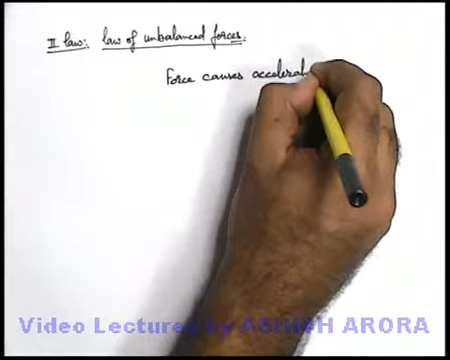 II law: law of unbalanced forces.
Force causes accelerat
Video Lectures by ASHISH ARORA